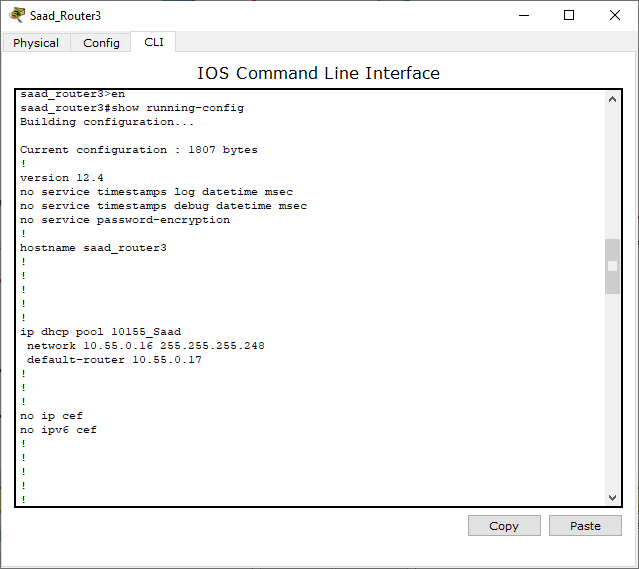 Saad_Router3
Physical Config CLI
IOS Command Line Interface
saad_router3>en
saad_router3#show running-config
Building configuration...
Current configuration : 1807 bytes
!
version 12.4
no service timestamps log datetime msec
no service timestamps debug datetime msec
no service password-encryption
!
hostname saad_router3
!
!
!
!
!
ip dhcp pool 10155_Saad
network 10.55.0.16 255.255.255.248
default-router 10.55.0.17
!
!
!
no ip cef
no ipv6 cef
!
!
!
!
!
Copy Paste